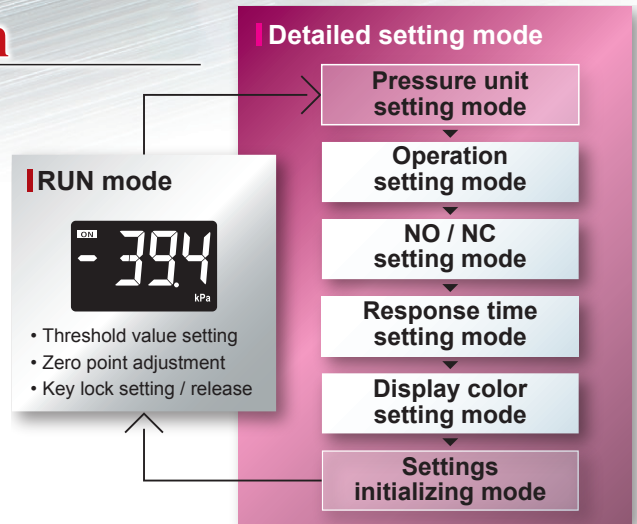 Detailed setting mode
Pressure unit
setting mode
Operation
setting mode
NO / NC
setting mode
Response time
setting mode
Display color
setting mode
Settings
initializing mode
RUN mode
ON
-39.4
kPa
• Threshold value setting
• Zero point adjustment
• Key lock setting / release